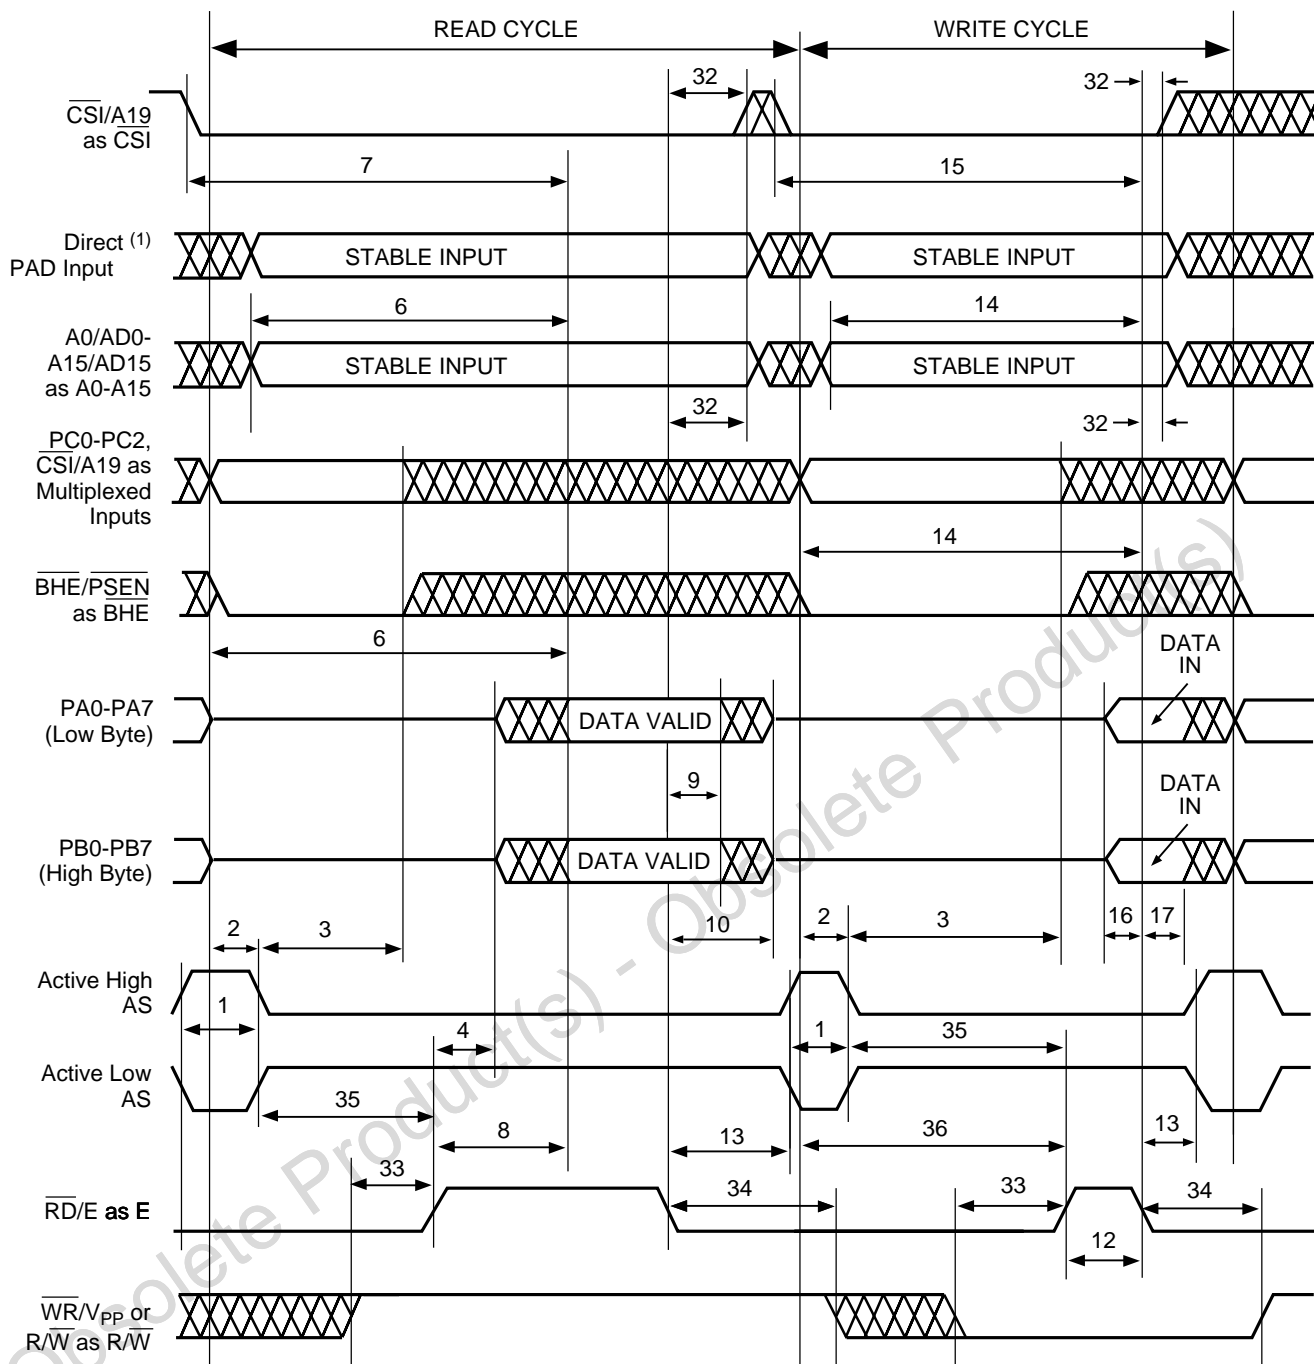 READ CYCLE
WRITE CYCLE
32
32
CSI/A19
as CSI
7
15
Direct (1)
PAD Input
STABLE INPUT
STABLE INPUT
6
14
A0/AD0-
A15/AD15
as A0-A15
STABLE INPUT
STABLE INPUT
32
32
PC0-PC2,
CSI/A19 as
Multiplexed
Inputs
14
BHE/PSEN
as BHE
6
DATA
IN
PA0-PA7
(Low Byte)
DATA VALID
9
DATA
IN
PB0-PB7
(High Byte)
DATA VALID
2
3
10
2
3
16
17
Active High
AS
1
4
1
35
Active Low
AS
35
8
13
36
13
33
34
33
34
RD/E as E
12
WR/VPP or
R/W as R/W
Obsolete Product(s) - Obsolete Product(s)